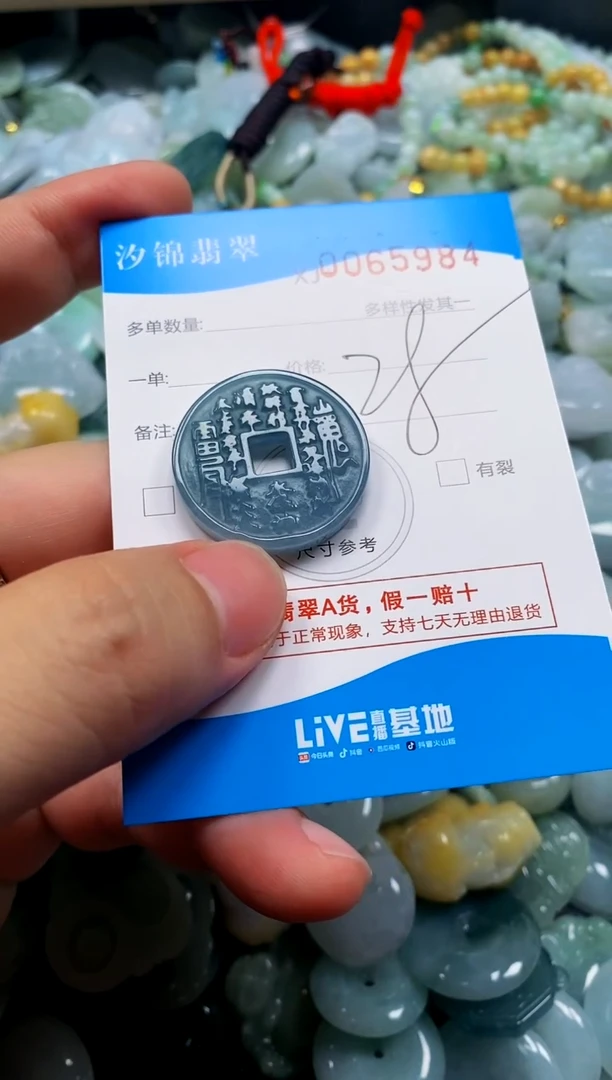 汐锦翡翠
XJ0065984
多样性发其一
多单数量:
一单:
价格:
备注:
有裂
尺寸参考
翡翠A货，假一赔十
于正常现象，支持七天无理由退货
LiVE直播基地
今日头条 抖音 西瓜视频 抖音火山版